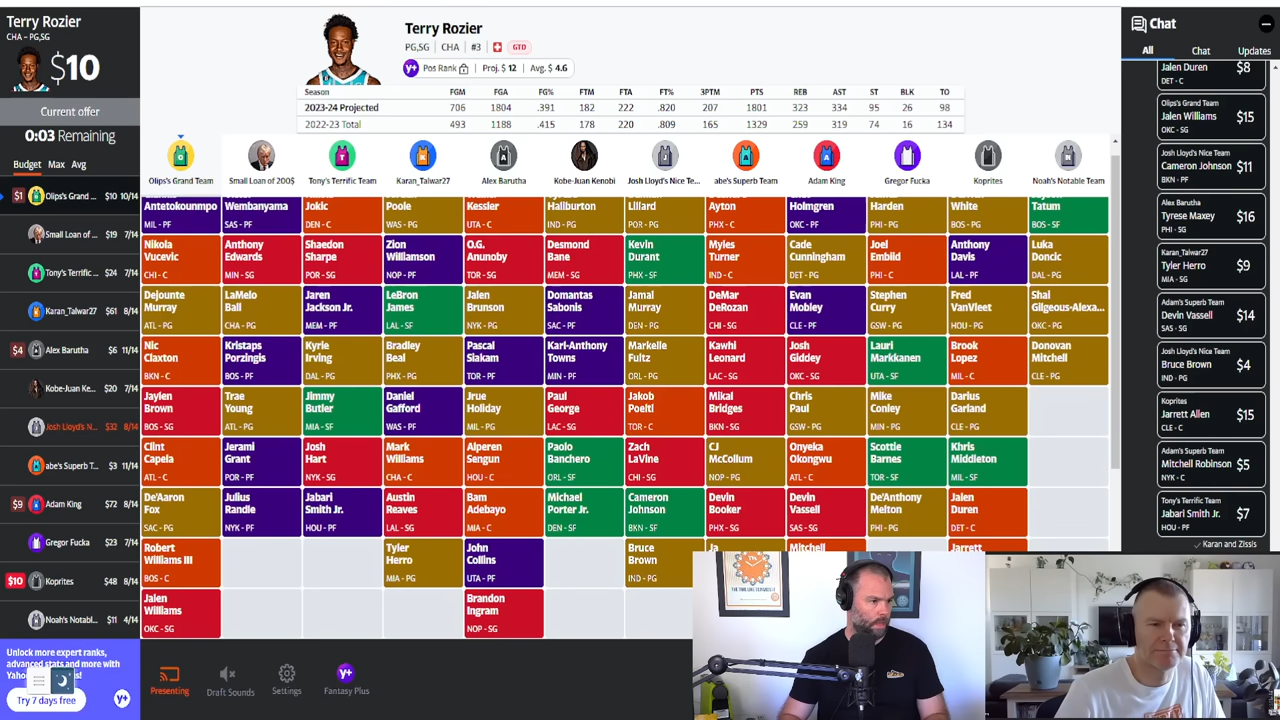 Terry Rozier
CHA - PG,SG
$10
Current offer
0:03 Remaining
Budget Max Avg
$1 Olips's Grand ... $10 10/14
Small Loan of ... $19 7/14
Tony's Terrific ... $24 7/14
Karan_Talwar27 $61 8/14
$4 Alex Barutha $6 11/14
Kobe-Juan Ke... $20 7/14
Josh Lloyd's N... $32 8/14
abe's Superb T... $3 11/14
$9 Adam King $72 8/14
Gregor Fucka $23 7/14
$10 Koprites $48 8/14
Noah's Notabl... $11 4/14
Unlock more expert ranks,
advanced stats and more with
Try 7 days free
Terry Rozier
PG,SG CHA #3 GTD
Pos Rank Proj. $ 12 Avg. $ 4.6
Season FGM FGA FG% FTM FTA FT% 3PTM PTS REB AST ST BLK TO
2023-24 Projected 706 1804 .391 182 222 .820 207 1801 323 334 95 26 98
2022-23 Total 493 1188 .415 178 220 .809 165 1329 259 319 74 16 134
Olips's Grand Team Small Loan of 200$ Tony's Terrific Team Karan_Talwar27 Alex Barutha Kobe-Juan Kenobi Josh Lloyd's Nice Te... abe's Superb Team Adam King Gregor Fucka Koprites Noah's Notable Team
Antetokounmpo Wembanyama Jokic Poole Kessler Haliburton Lillard Ayton Holmgren Harden White Tatum
MIL - PF SAS - PF DEN - C WAS - PG UTA - C IND - PG POR - PG PHX - C OKC - PF PHI - PG BOS - PG BOS - SF
Nikola Anthony Shaedon Zion O.G. Desmond Kevin Myles Cade Joel Anthony Luka
Vucevic Edwards Sharpe Williamson Anunoby Bane Durant Turner Cunningham Embiid Davis Doncic
CHI - C MIN - SG POR - SG NOP - PF TOR - SG MEM - SG PHX - SF IND - C DET - PG PHI - C LAL - PF DAL - PG
Dejounte LaMelo Jaren LeBron Jalen Domantas Jamal DeMar Evan Stephen Fred Shai
Murray Ball Jackson Jr. James Brunson Sabonis Murray DeRozan Mobley Curry VanVleet Gilgeous-Alexa...
ATL - PG CHA - PG MEM - PF LAL - SF NYK - PG SAC - PF DEN - PG CHI - SG CLE - PF GSW - PG HOU - PG OKC - PG
Nic Kristaps Kyrie Bradley Pascal Karl-Anthony Markelle Kawhi Josh Lauri Brook Donovan
Claxton Porzingis Irving Beal Siakam Towns Fultz Leonard Giddey Markkanen Lopez Mitchell
BKN - C BOS - PF DAL - PG PHX - PG TOR - PF MIN - PF ORL - PG LAC - SG OKC - SG UTA - SF MIL - C CLE - PG
Jaylen Trae Jimmy Daniel Jrue Paul Jakob Mikal Chris Mike Darius
Brown Young Butler Gafford Holiday George Poeltl Bridges Paul Conley Garland
BOS - SG ATL - PG MIA - SF WAS - PF MIL - PG LAC - SG TOR - C BKN - SG GSW - PG MIN - PG CLE - PG
Clint Jerami Josh Mark Alperen Paolo Zach CJ Onyeka Scottie Khris
Capela Grant Hart Williams Sengun Banchero LaVine McCollum Okongwu Barnes Middleton
ATL - C POR - PF NYK - SG CHA - C HOU - C ORL - SF CHI - SG NOP - PG ATL - C TOR - SF MIL - SF
De'Aaron Julius Jabari Austin Bam Michael Cameron Devin Devin De'Anthony Jalen
Fox Randle Smith Jr. Reaves Adebayo Porter Jr. Johnson Booker Vassell Melton Duren
SAC - PG NYK - PF HOU - PF LAL - SG MIA - C DEN - SF BKN - SF PHX - SG SAS - SG PHI - PG DET - C
Robert Tyler John Bruce Ja Mitchell Jarrett
Williams III Herro Collins Brown
BOS - C MIA - PG UTA - PF IND - PG
Jalen Brandon
Williams Ingram
OKC - SG NOP - SG
Presenting Draft Sounds Settings Fantasy Plus
Chat
All Chat Updates
Jalen Duren $8
DET - C
Olips's Grand Team
Jalen Williams $15
OKC - SG
Josh Lloyd's Nice Team
Cameron Johnson $11
BKN - PF
Alex Barutha
Tyrese Maxey $16
PHI - SG
Karan_Talwar27
Tyler Herro $9
MIA - SG
Adam's Superb Team
Devin Vassell $14
SAS - SG
Josh Lloyd's Nice Team
Bruce Brown $4
IND - PG
Koprites
Jarrett Allen $15
CLE - C
Adam's Superb Team
Mitchell Robinson $5
NYK - C
Tony's Terrific Team
Jabari Smith Jr. $7
HOU - PF
Karan and Zissis